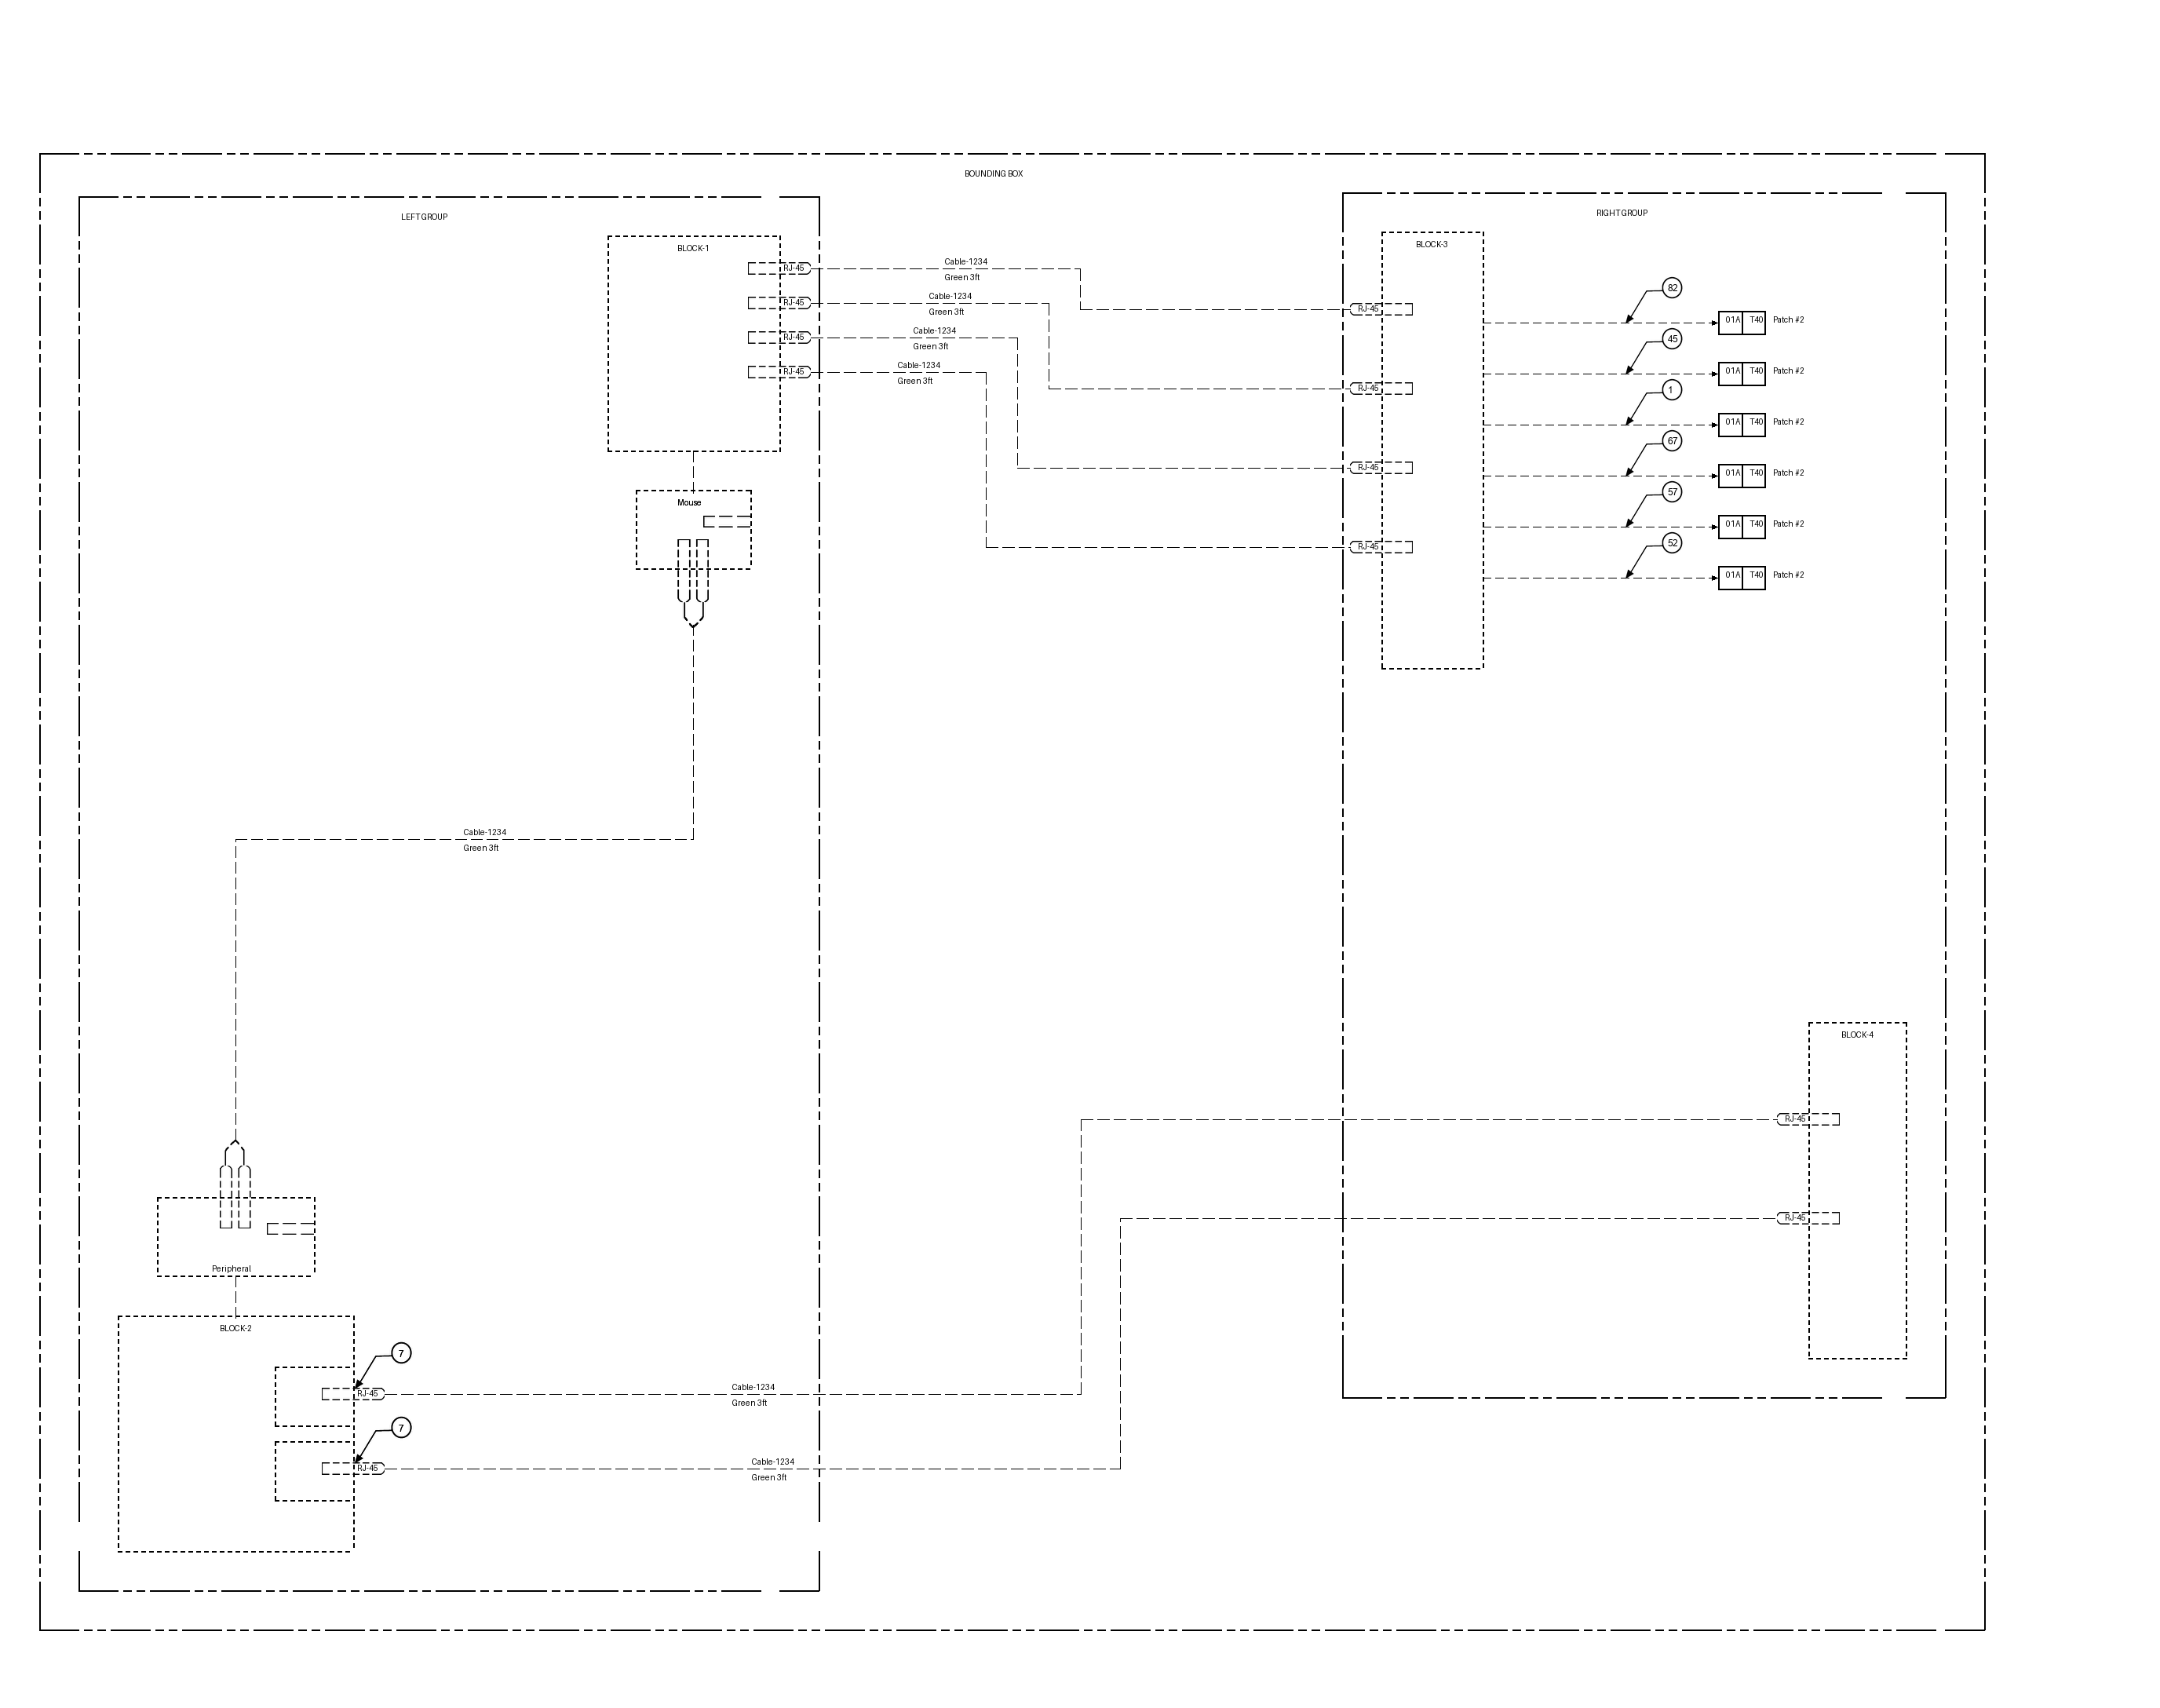 BOUNDING BOX
LEFT GROUP
RIGHT GROUP
BLOCK-1
RJ-45
RJ-45
RJ-45
RJ-45
Cable-1234
Green 3ft
Cable-1234
Green 3ft
Cable-1234
Green 3ft
Cable-1234
Green 3ft
BLOCK-3
RJ-45
RJ-45
RJ-45
RJ-45
82
01A T40 Patch #2
45
01A T40 Patch #2
1
01A T40 Patch #2
67
01A T40 Patch #2
57
01A T40 Patch #2
52
01A T40 Patch #2
Mouse
Cable-1234
Green 3ft
BLOCK-4
RJ-45
RJ-45
Peripheral
BLOCK-2
7
RJ-45
Cable-1234
Green 3ft
7
RJ-45
Cable-1234
Green 3ft